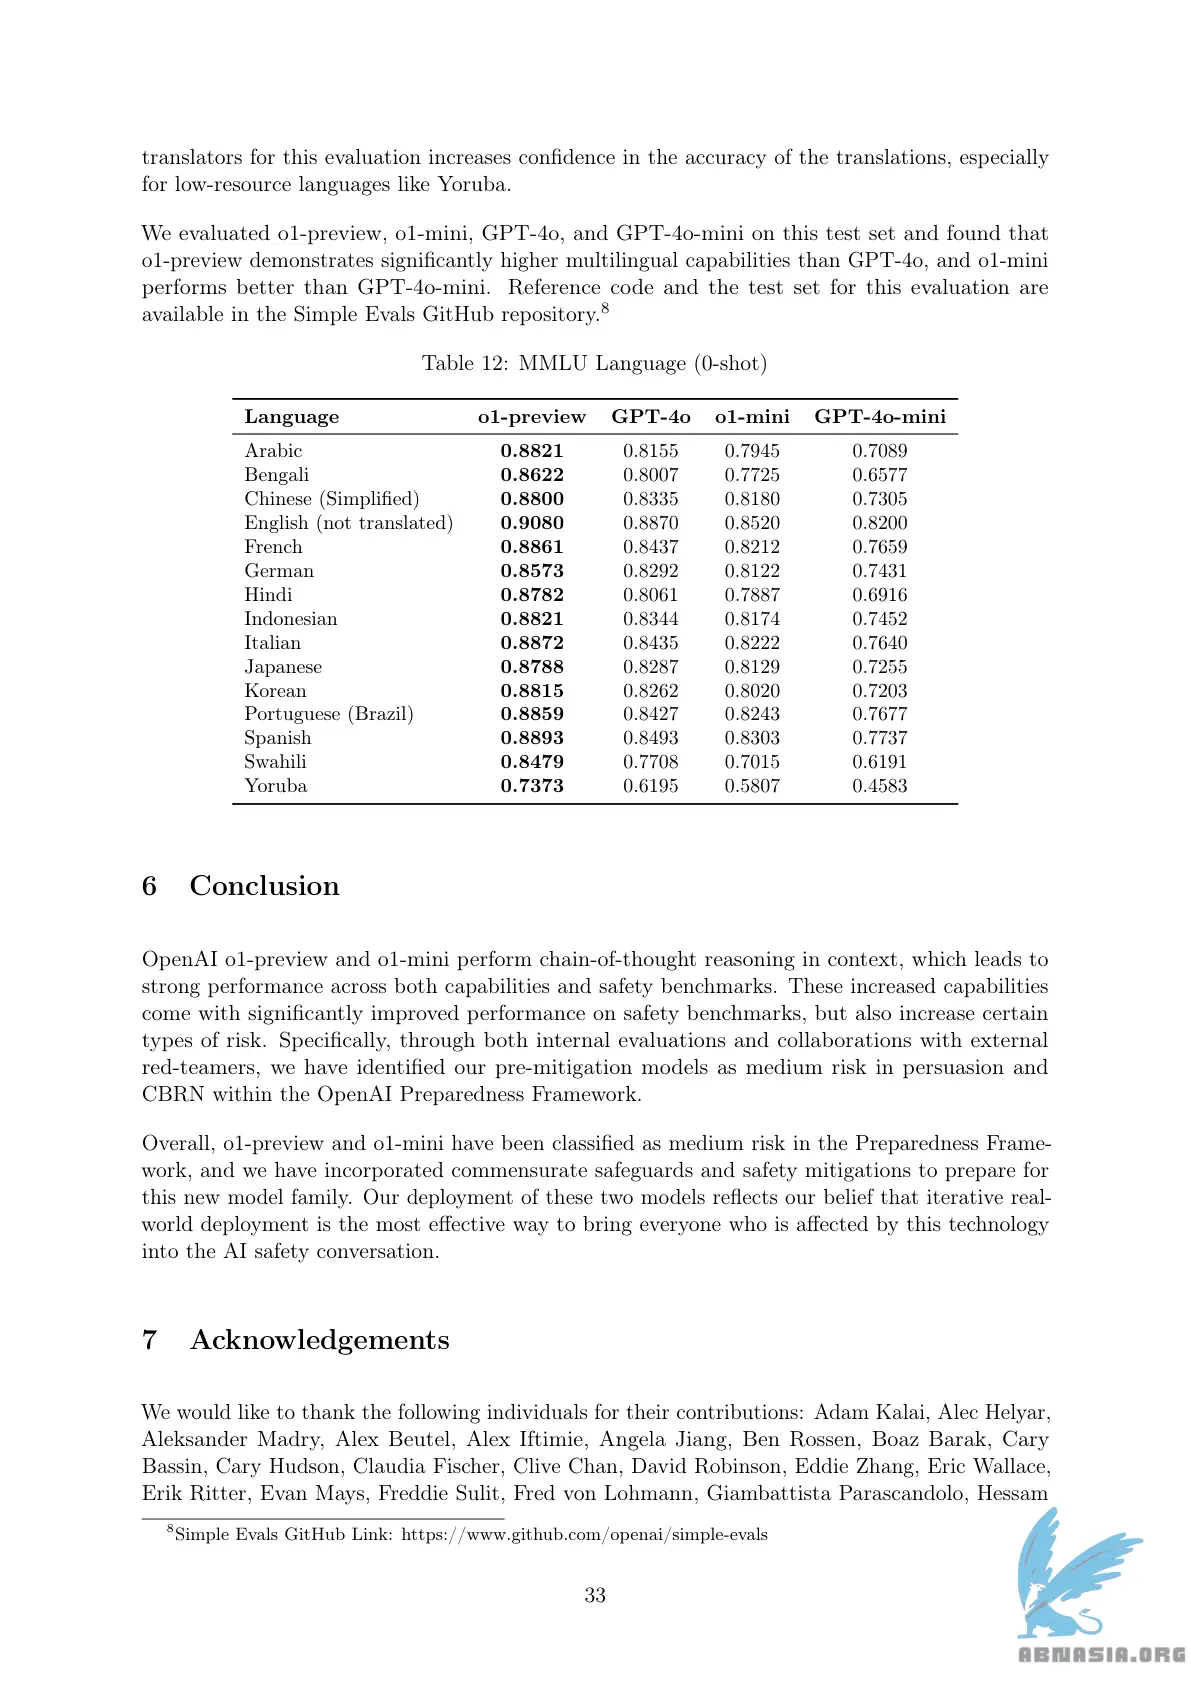 translators for this evaluation increases confidence in the accuracy of the translations, especially
for low-resource languages like Yoruba.
We evaluated o1-preview, o1-mini, GPT-4o, and GPT-4o-mini on this test set and found that
o1-preview demonstrates significantly higher multilingual capabilities than GPT-4o, and o1-mini
performs better than GPT-4o-mini. Reference code and the test set for this evaluation are
available in the Simple Evals GitHub repository.8
Table 12: MMLU Language (0-shot)
Language o1-preview GPT-4o o1-mini GPT-4o-mini
Arabic 0.8821 0.8155 0.7945 0.7089
Bengali 0.8622 0.8007 0.7725 0.6577
Chinese (Simplified) 0.8800 0.8335 0.8180 0.7305
English (not translated) 0.9080 0.8870 0.8520 0.8200
French 0.8861 0.8437 0.8212 0.7659
German 0.8573 0.8292 0.8122 0.7431
Hindi 0.8782 0.8061 0.7887 0.6916
Indonesian 0.8821 0.8344 0.8174 0.7452
Italian 0.8872 0.8435 0.8222 0.7640
Japanese 0.8788 0.8287 0.8129 0.7255
Korean 0.8815 0.8262 0.8020 0.7203
Portuguese (Brazil) 0.8859 0.8427 0.8243 0.7677
Spanish 0.8893 0.8493 0.8303 0.7737
Swahili 0.8479 0.7708 0.7015 0.6191
Yoruba 0.7373 0.6195 0.5807 0.4583
6 Conclusion
OpenAI o1-preview and o1-mini perform chain-of-thought reasoning in context, which leads to
strong performance across both capabilities and safety benchmarks. These increased capabilities
come with significantly improved performance on safety benchmarks, but also increase certain
types of risk. Specifically, through both internal evaluations and collaborations with external
red-teamers, we have identified our pre-mitigation models as medium risk in persuasion and
CBRN within the OpenAI Preparedness Framework.
Overall, o1-preview and o1-mini have been classified as medium risk in the Preparedness Frame-
work, and we have incorporated commensurate safeguards and safety mitigations to prepare for
this new model family. Our deployment of these two models reflects our belief that iterative real-
world deployment is the most effective way to bring everyone who is affected by this technology
into the AI safety conversation.
7 Acknowledgements
We would like to thank the following individuals for their contributions: Adam Kalai, Alec Helyar,
Aleksander Madry, Alex Beutel, Alex Iftimie, Angela Jiang, Ben Rossen, Boaz Barak, Cary
Bassin, Cary Hudson, Claudia Fischer, Clive Chan, David Robinson, Eddie Zhang, Eric Wallace,
Erik Ritter, Evan Mays, Freddie Sulit, Fred von Lohmann, Giambattista Parascandolo, Hessam
8Simple Evals GitHub Link: https://www.github.com/openai/simple-evals
33
ABNASIA.ORG